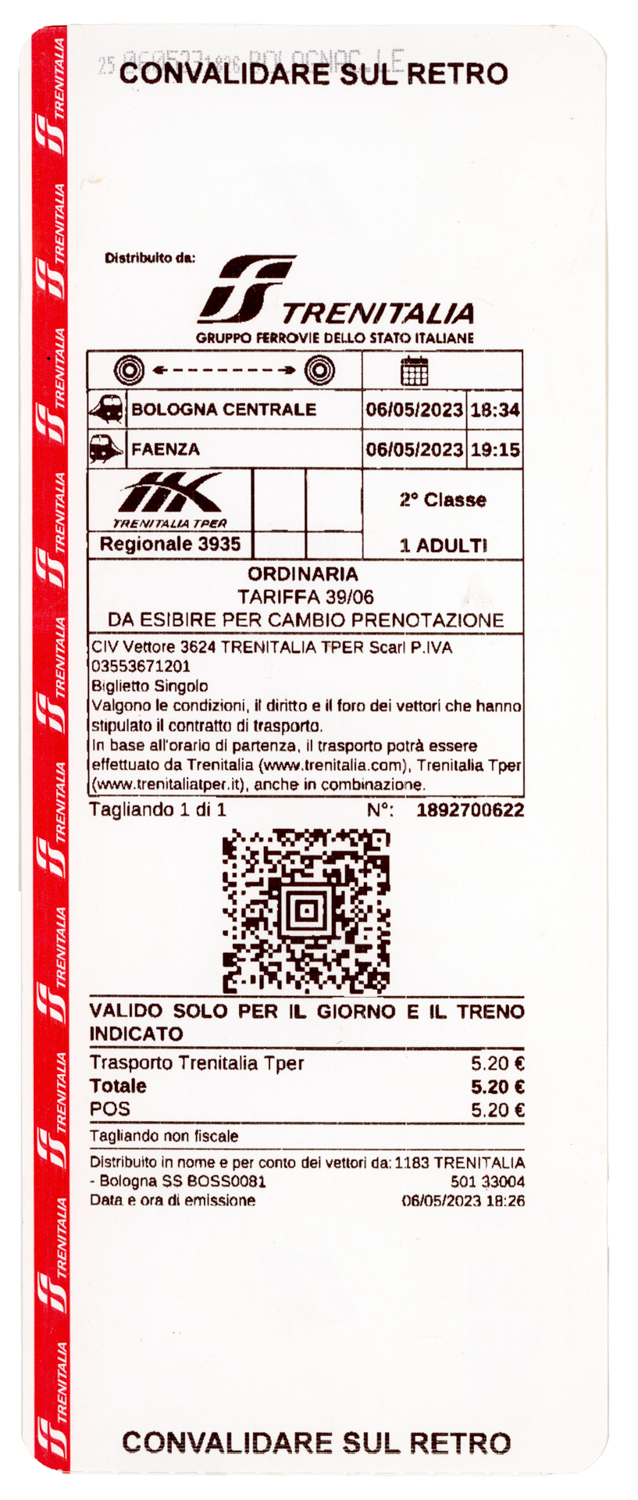 25 060523 1826 BOLOGNA C.LE
CONVALIDARE SUL RETRO
Distribuito da:
TRENITALIA
GRUPPO FERROVIE DELLO STATO ITALIANE
BOLOGNA CENTRALE 06/05/2023 18:34
FAENZA 06/05/2023 19:15
TRENITALIA TPER
2° Classe
Regionale 3935
1 ADULTI
ORDINARIA
TARIFFA 39/06
DA ESIBIRE PER CAMBIO PRENOTAZIONE
CIV Vettore 3624 TRENITALIA TPER Scarl P.IVA
03553671201
Biglietto Singolo
Valgono le condizioni, il diritto e il foro dei vettori che hanno
stipulato il contratto di trasporto.
In base all'orario di partenza, il trasporto potrà essere
effettuato da Trenitalia (www.trenitalia.com), Trenitalia Tper
(www.trenitaliatper.it), anche in combinazione.
Tagliando 1 di 1 N°: 1892700622
VALIDO SOLO PER IL GIORNO E IL TRENO
INDICATO
Trasporto Trenitalia Tper 5.20 €
Totale 5.20 €
POS 5.20 €
Tagliando non fiscale
Distribuito in nome e per conto dei vettori da: 1183 TRENITALIA
- Bologna SS BOSS0081 501 33004
Data e ora di emissione 06/05/2023 18:26
CONVALIDARE SUL RETRO
TRENITALIA
TRENITALIA
TRENITALIA
TRENITALIA
TRENITALIA
TRENITALIA
TRENITALIA
TRENITALIA
TRENITALIA
TRENITALIA